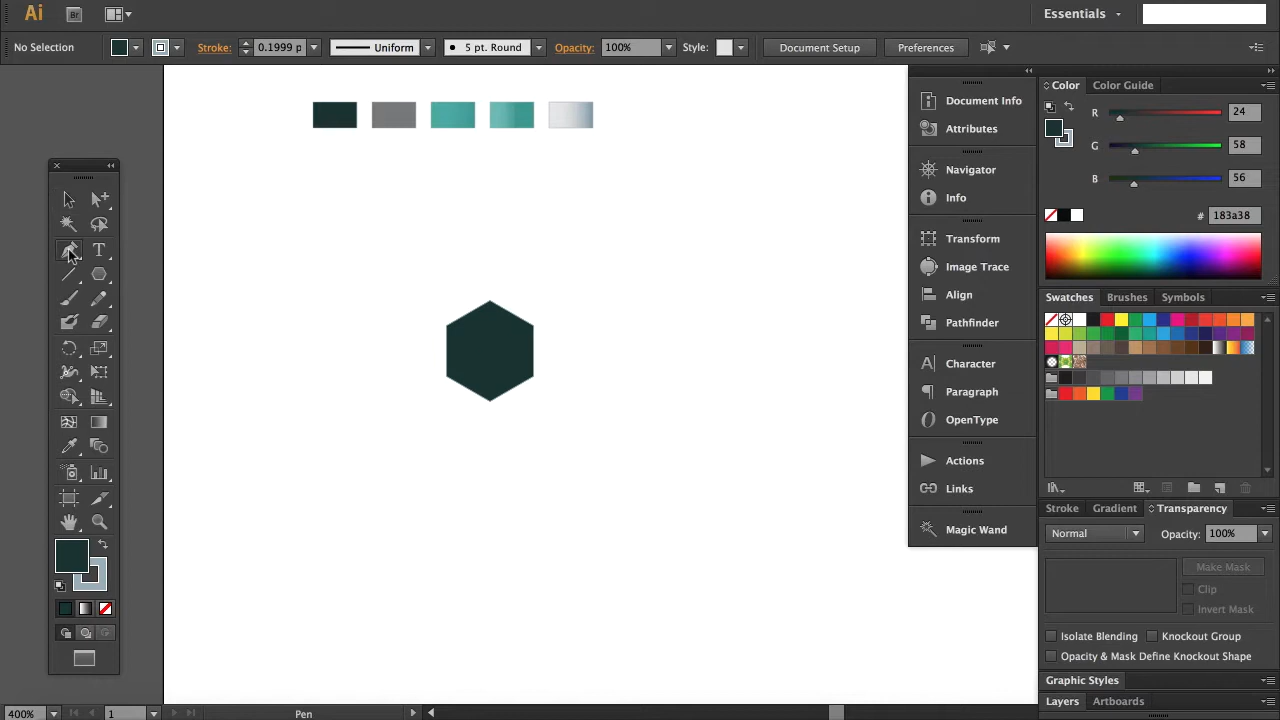 Ai Br Essentials
No Selection Stroke: 0.1999 p Uniform 5 pt. Round Opacity: 100% Style: Document Setup Preferences
Document Info
Attributes
Navigator
Info
Transform
Image Trace
Align
Pathfinder
Character
Paragraph
OpenType
Actions
Links
Magic Wand
Color Color Guide
R 24
G 58
B 56
# 183a38
Swatches Brushes Symbols
Stroke Gradient Transparency
Normal Opacity: 100%
Make Mask
Clip
Invert Mask
Isolate Blending Knockout Group
Opacity & Mask Define Knockout Shape
Graphic Styles
Layers Artboards
400% 1 Pen